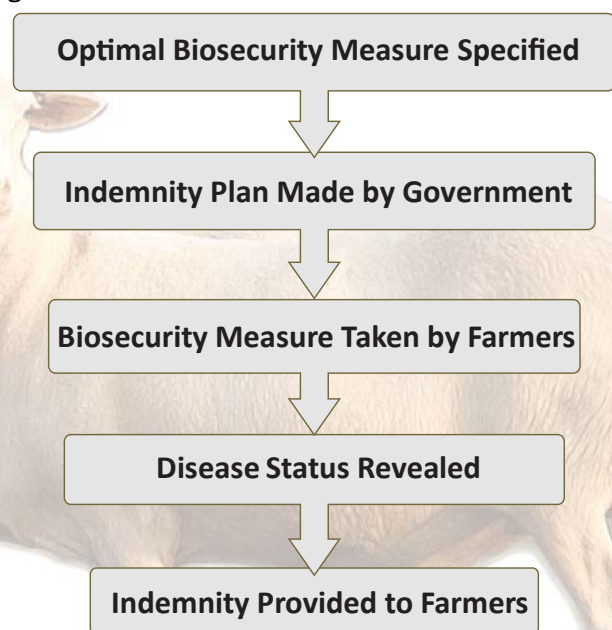 Optimal Biosecurity Measure Specified
Indemnity Plan Made by Government
Biosecurity Measure Taken by Farmers
Disease Status Revealed
Indemnity Provided to Farmers